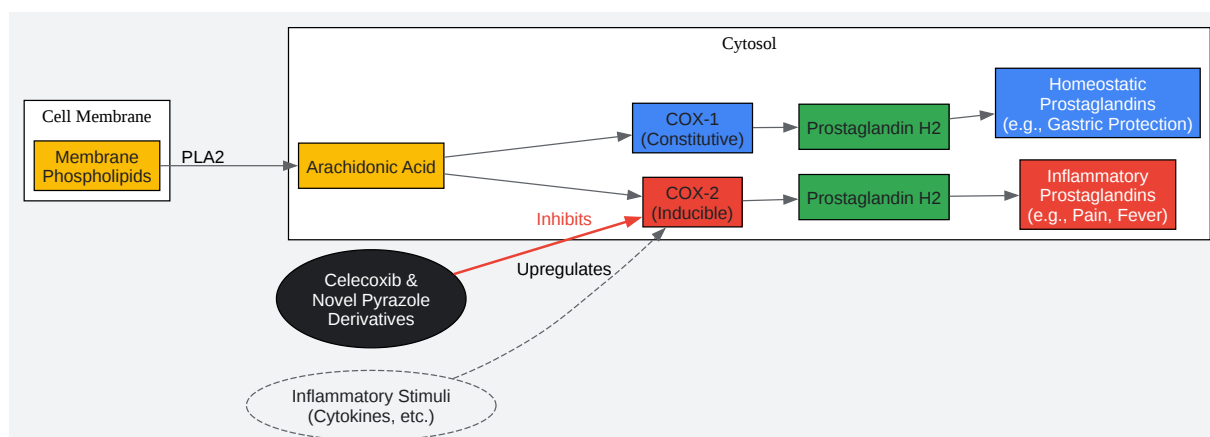 Cytosol
Cell Membrane
Membrane
Phospholipids
PLA2
Arachidonic Acid
COX-1
(Constitutive)
Prostaglandin H2
Homeostatic
Prostaglandins
(e.g., Gastric Protection)
COX-2
(Inducible)
Prostaglandin H2
Inflammatory
Prostaglandins
(e.g., Pain, Fever)
Inhibits
Upregulates
Celecoxib &
Novel Pyrazole
Derivatives
Inflammatory Stimuli
(Cytokines, etc.)